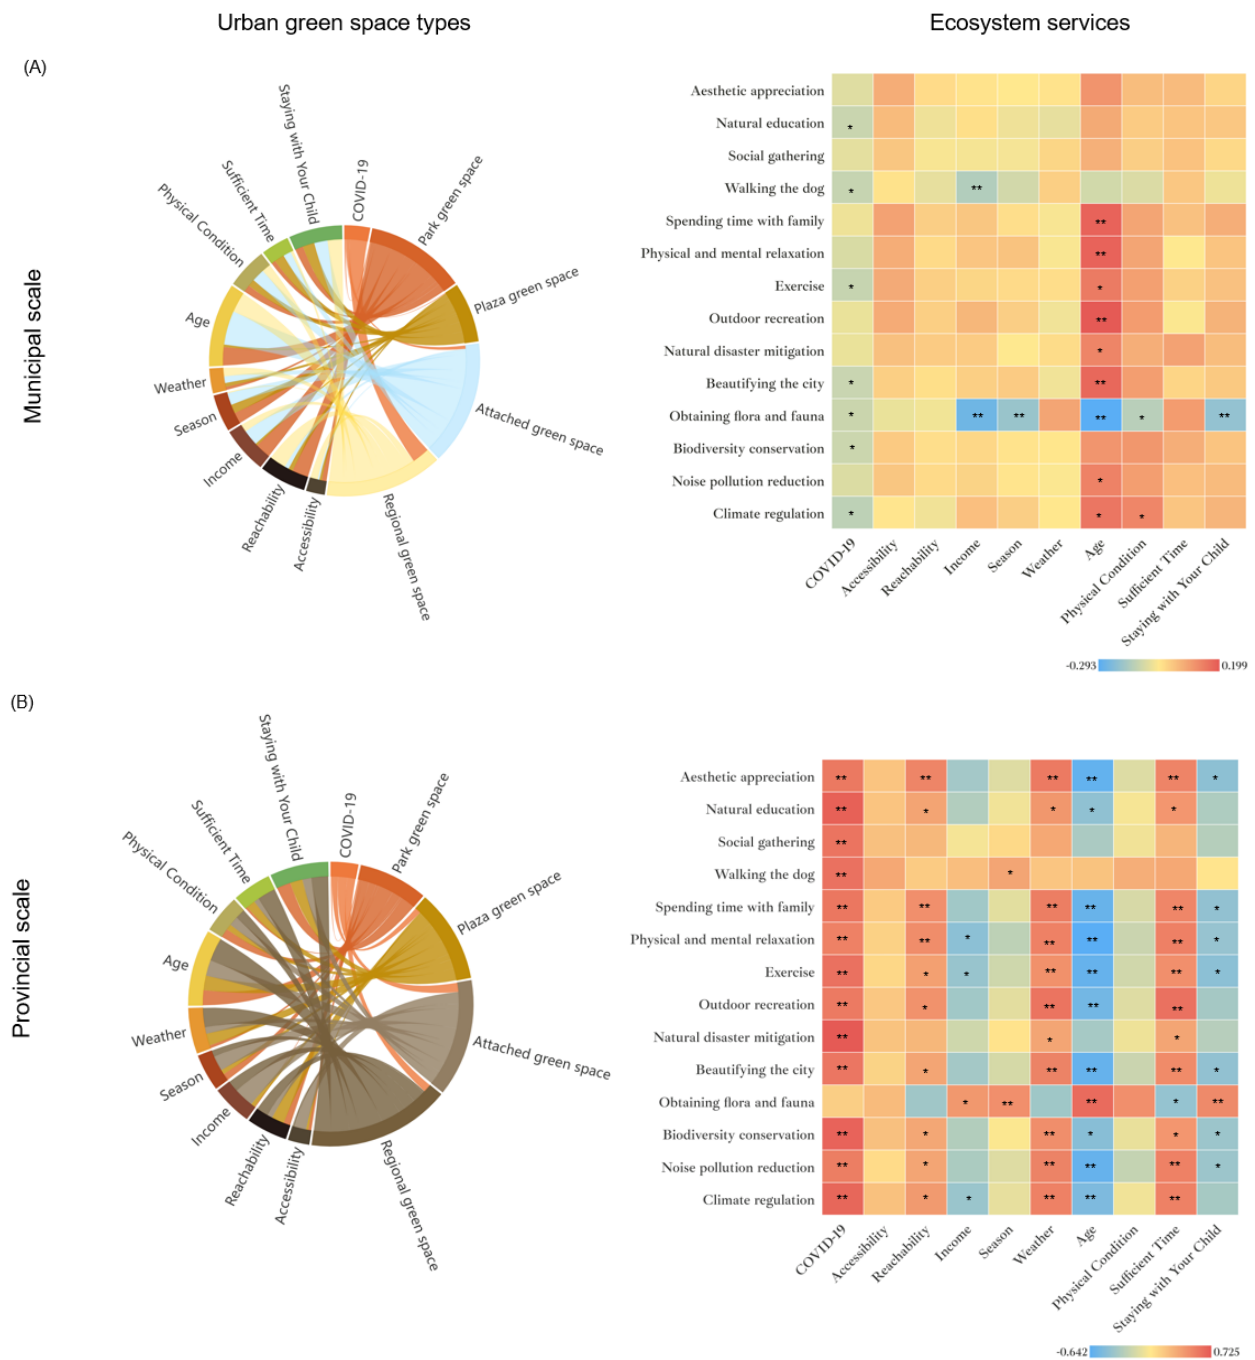 Urban green space types
Ecosystem services
(A)
Municipal scale
Staying with Your Child
COVID-19
Park green space
Sufficient Time
Physical Condition
Plaza green space
Age
Weather
Season
Attached green space
Income
Reachability
Accessibility
Regional green space
Aesthetic appreciation
Natural education *
Social gathering
Walking the dog * **
Spending time with family **
Physical and mental relaxation **
Exercise * *
Outdoor recreation **
Natural disaster mitigation *
Beautifying the city * **
Obtaining flora and fauna * ** ** ** * **
Biodiversity conservation *
Noise pollution reduction *
Climate regulation * * *
COVID-19
Accessibility
Reachability
Income
Season
Weather
Age
Physical Condition
Sufficient Time
Staying with Your Child
-0.293 0.199
(B)
Provincial scale
Staying with Your Child
COVID-19
Park green space
Sufficient Time
Physical Condition
Plaza green space
Age
Weather
Season
Attached green space
Income
Reachability
Accessibility
Regional green space
Aesthetic appreciation ** ** ** ** ** *
Natural education ** * * * *
Social gathering **
Walking the dog ** *
Spending time with family ** ** ** ** ** *
Physical and mental relaxation ** ** * ** ** ** *
Exercise ** * * ** ** ** *
Outdoor recreation ** * ** ** **
Natural disaster mitigation ** * *
Beautifying the city ** * ** ** ** *
Obtaining flora and fauna * ** ** * **
Biodiversity conservation ** * ** * * *
Noise pollution reduction ** * ** ** ** *
Climate regulation ** * * ** ** **
COVID-19
Accessibility
Reachability
Income
Season
Weather
Age
Physical Condition
Sufficient Time
Staying with Your Child
-0.642 0.725